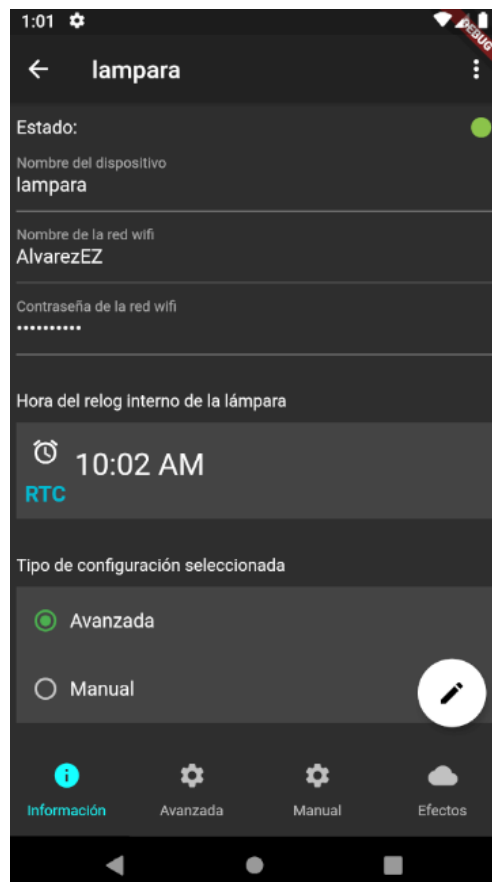 1:01
DEBUG
lampara
Estado:
Nombre del dispositivo
lampara
Nombre de la red wifi
AlvarezEZ
Contraseña de la red wifi
••••••••••
Hora del relog interno de la lámpara
10:02 AM
RTC
Tipo de configuración seleccionada
Avanzada
Manual
Información Avanzada Manual Efectos